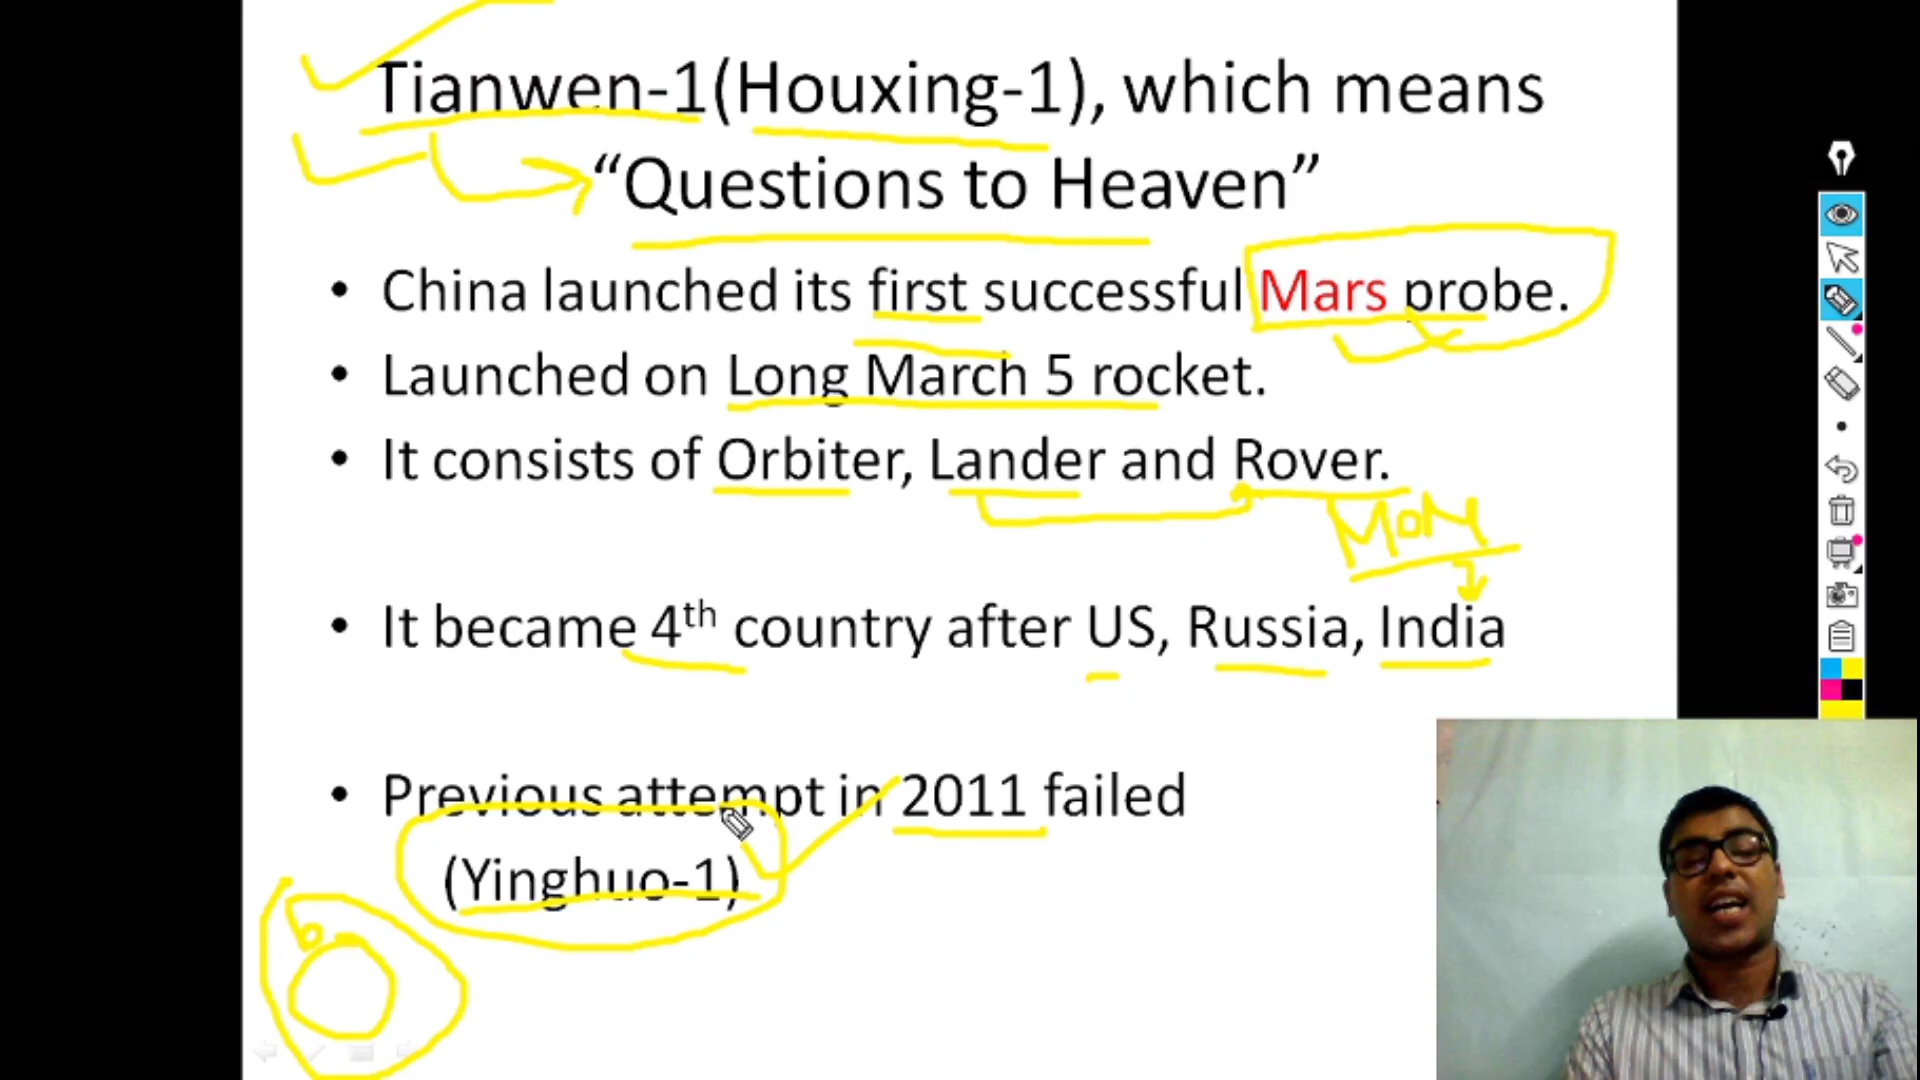 Tianwen-1(Houxing-1), which means
“Questions to Heaven”
• China launched its first successful Mars probe.
• Launched on Long March 5 rocket.
• It consists of Orbiter, Lander and Rover.
MOM
• It became 4th country after US, Russia, India
• Previous attempt in 2011 failed
(Yinghuo-1)